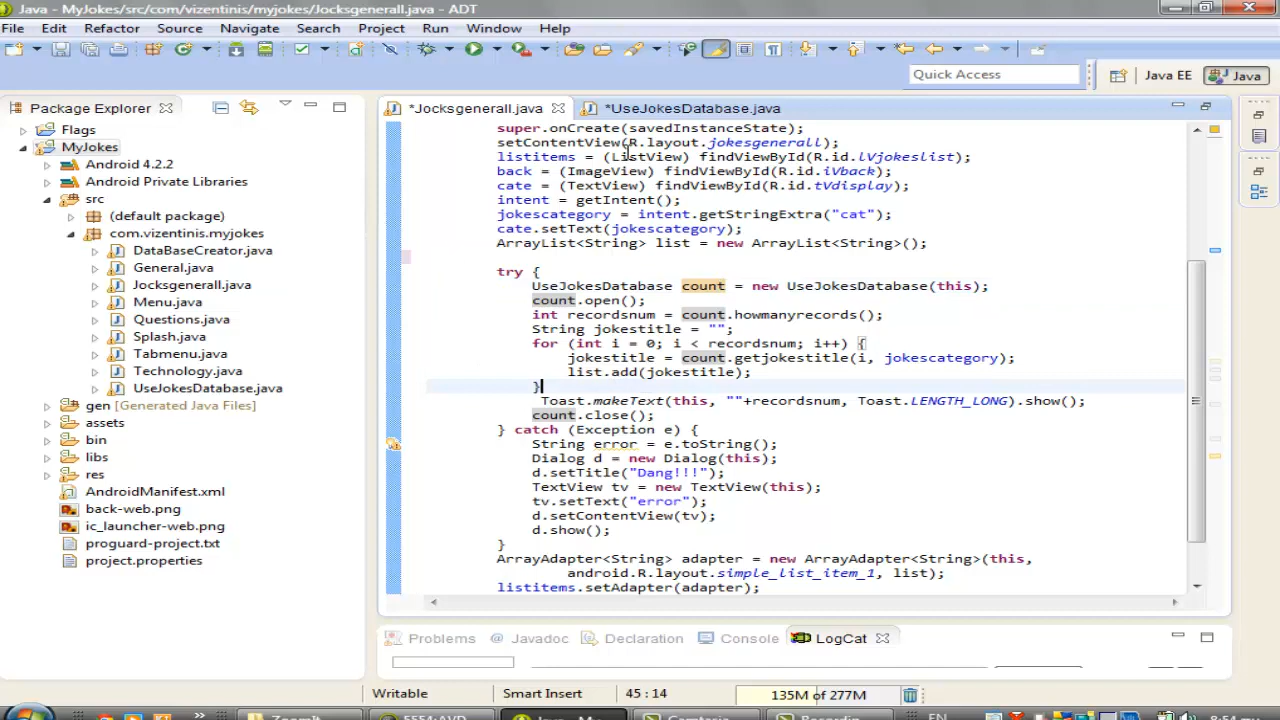 Java - MyJokes/src/com/vizentinis/myjokes/Jocksgenerall.java - ADT
File Edit Refactor Source Navigate Search Project Run Window Help
Quick Access
Java EE
Java
Package Explorer
*Jocksgenerall.java
*UseJokesDatabase.java
Flags
MyJokes
Android 4.2.2
Android Private Libraries
src
(default package)
com.vizentinis.myjokes
DataBaseCreator.java
General.java
Jocksgenerall.java
Menu.java
Questions.java
Splash.java
Tabmenu.java
Technology.java
UseJokesDatabase.java
gen [Generated Java Files]
assets
bin
libs
res
AndroidManifest.xml
back-web.png
ic_launcher-web.png
proguard-project.txt
project.properties
super.onCreate(savedInstanceState);
setContentView(R.layout.jokesgenerall);
listitems = (ListView) findViewById(R.id.lVjokeslist);
back = (ImageView) findViewById(R.id.iVback);
cate = (TextView) findViewById(R.id.tVdisplay);
intent = getIntent();
jokescategory = intent.getStringExtra("cat");
cate.setText(jokescategory);
ArrayList<String> list = new ArrayList<String>();
try {
UseJokesDatabase count = new UseJokesDatabase(this);
count.open();
int recordsnum = count.howmanyrecords();
String jokestitle = "";
for (int i = 0; i < recordsnum; i++) {
jokestitle = count.getjokestitle(i, jokescategory);
list.add(jokestitle);
}
Toast.makeText(this, ""+recordsnum, Toast.LENGTH_LONG).show();
count.close();
} catch (Exception e) {
String error = e.toString();
Dialog d = new Dialog(this);
d.setTitle("Dang!!!");
TextView tv = new TextView(this);
tv.setText("error");
d.setContentView(tv);
d.show();
}
ArrayAdapter<String> adapter = new ArrayAdapter<String>(this,
android.R.layout.simple_list_item_1, list);
listitems.setAdapter(adapter);
Problems
Javadoc
Declaration
Console
LogCat
Writable
Smart Insert
45 : 14
135M of 277M